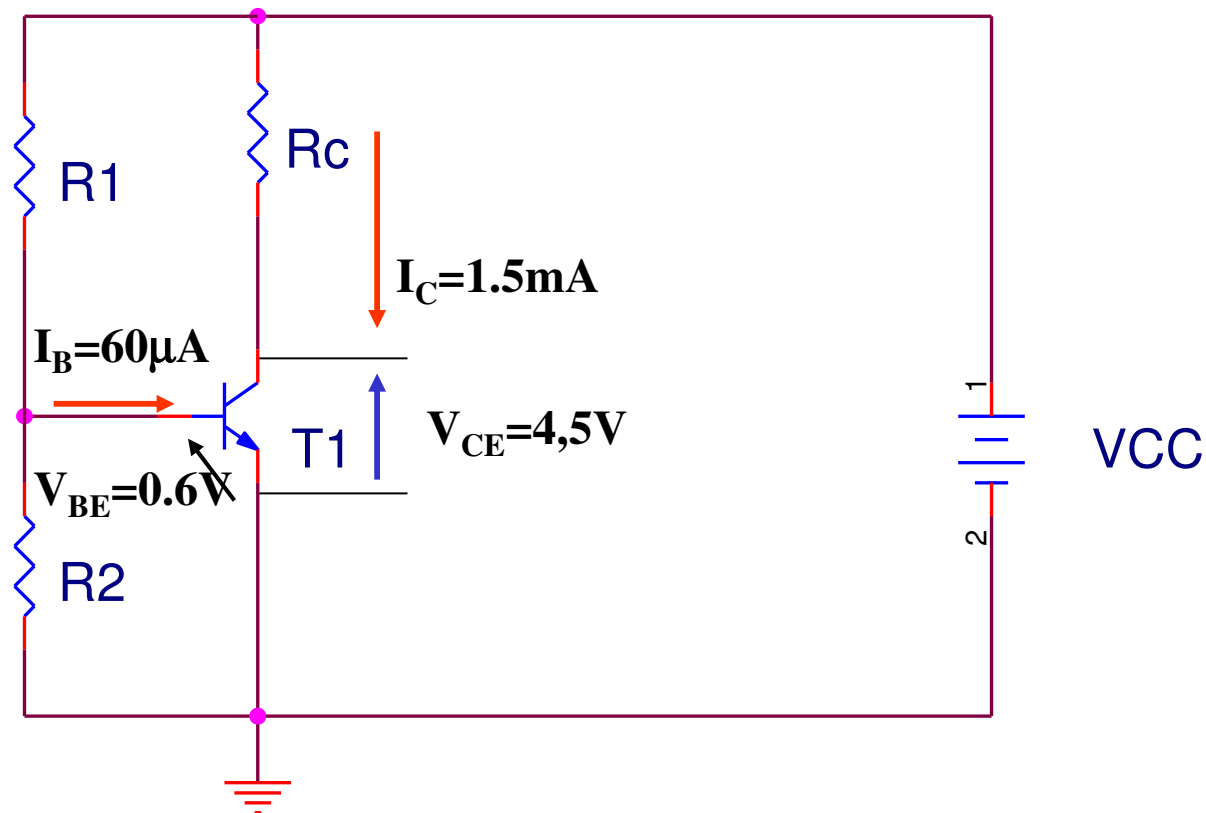 Rc
R1
I_C=1.5mA
I_B=60µA
1
V_CE=4,5V
T1
VCC
V_BE=0.6V
2
R2